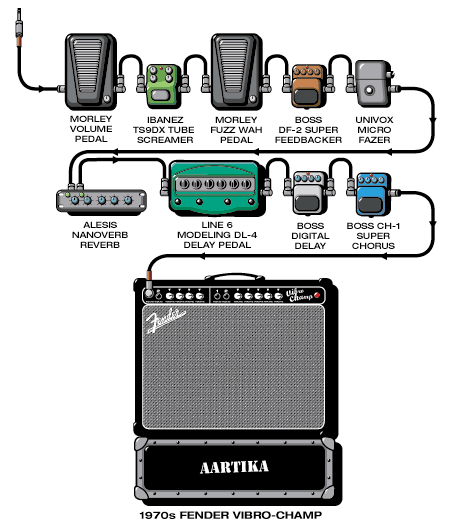 MORLEY
VOLUME
PEDAL
IBANEZ
TS9DX TUBE
SCREAMER
MORLEY
FUZZ WAH
PEDAL
BOSS
DF-2 SUPER
FEEDBACKER
UNIVOX
MICRO
FAZER
ALESIS
NANOVERB
REVERB
LINE 6
MODELING DL-4
DELAY PEDAL
BOSS
DIGITAL
DELAY
BOSS CH-1
SUPER
CHORUS
Vibro
Champ
Fender
AARTIKA
1970s FENDER VIBRO-CHAMP